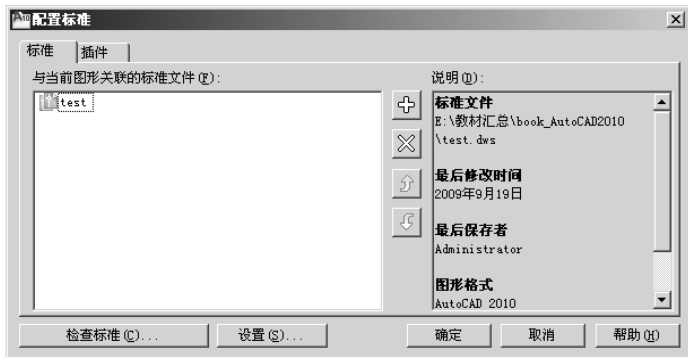 配置标准
标准
插件
与当前图形关联的标准文件(F):
test
说明(D):
标准文件
E:\教材汇总\book_AutoCAD2010
\test.dws
最后修改时间
2009年9月19日
最后保存者
Administrator
图形格式
AutoCAD 2010
检查标准(C)...
设置(S)...
确定
取消
帮助(H)